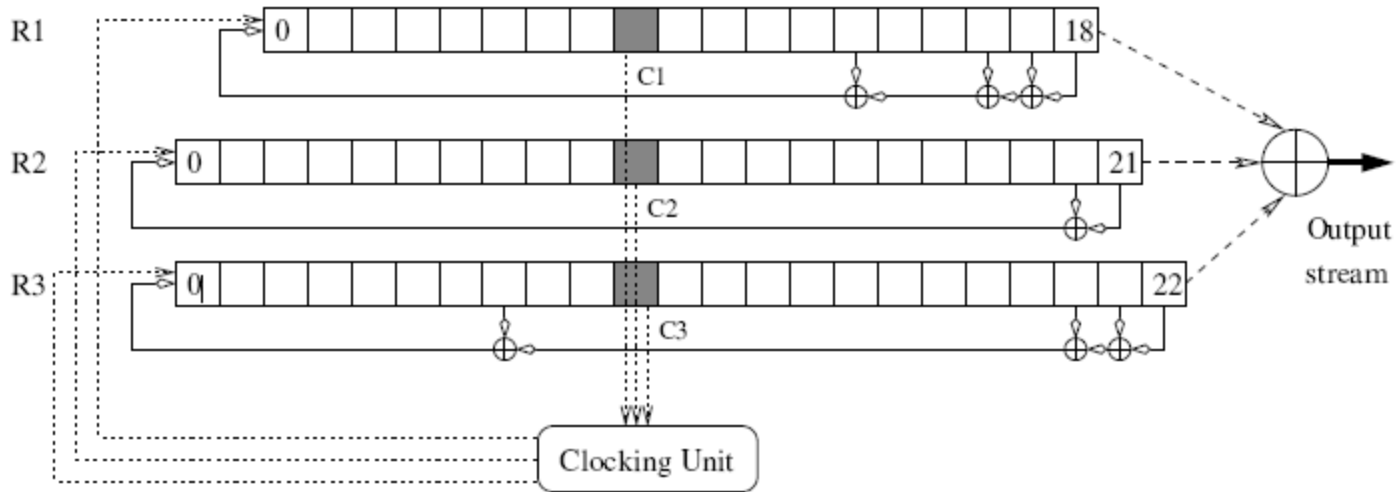 R1 0 18
C1
R2 0 21
C2
Output
stream
R3 0 22
C3
Clocking Unit